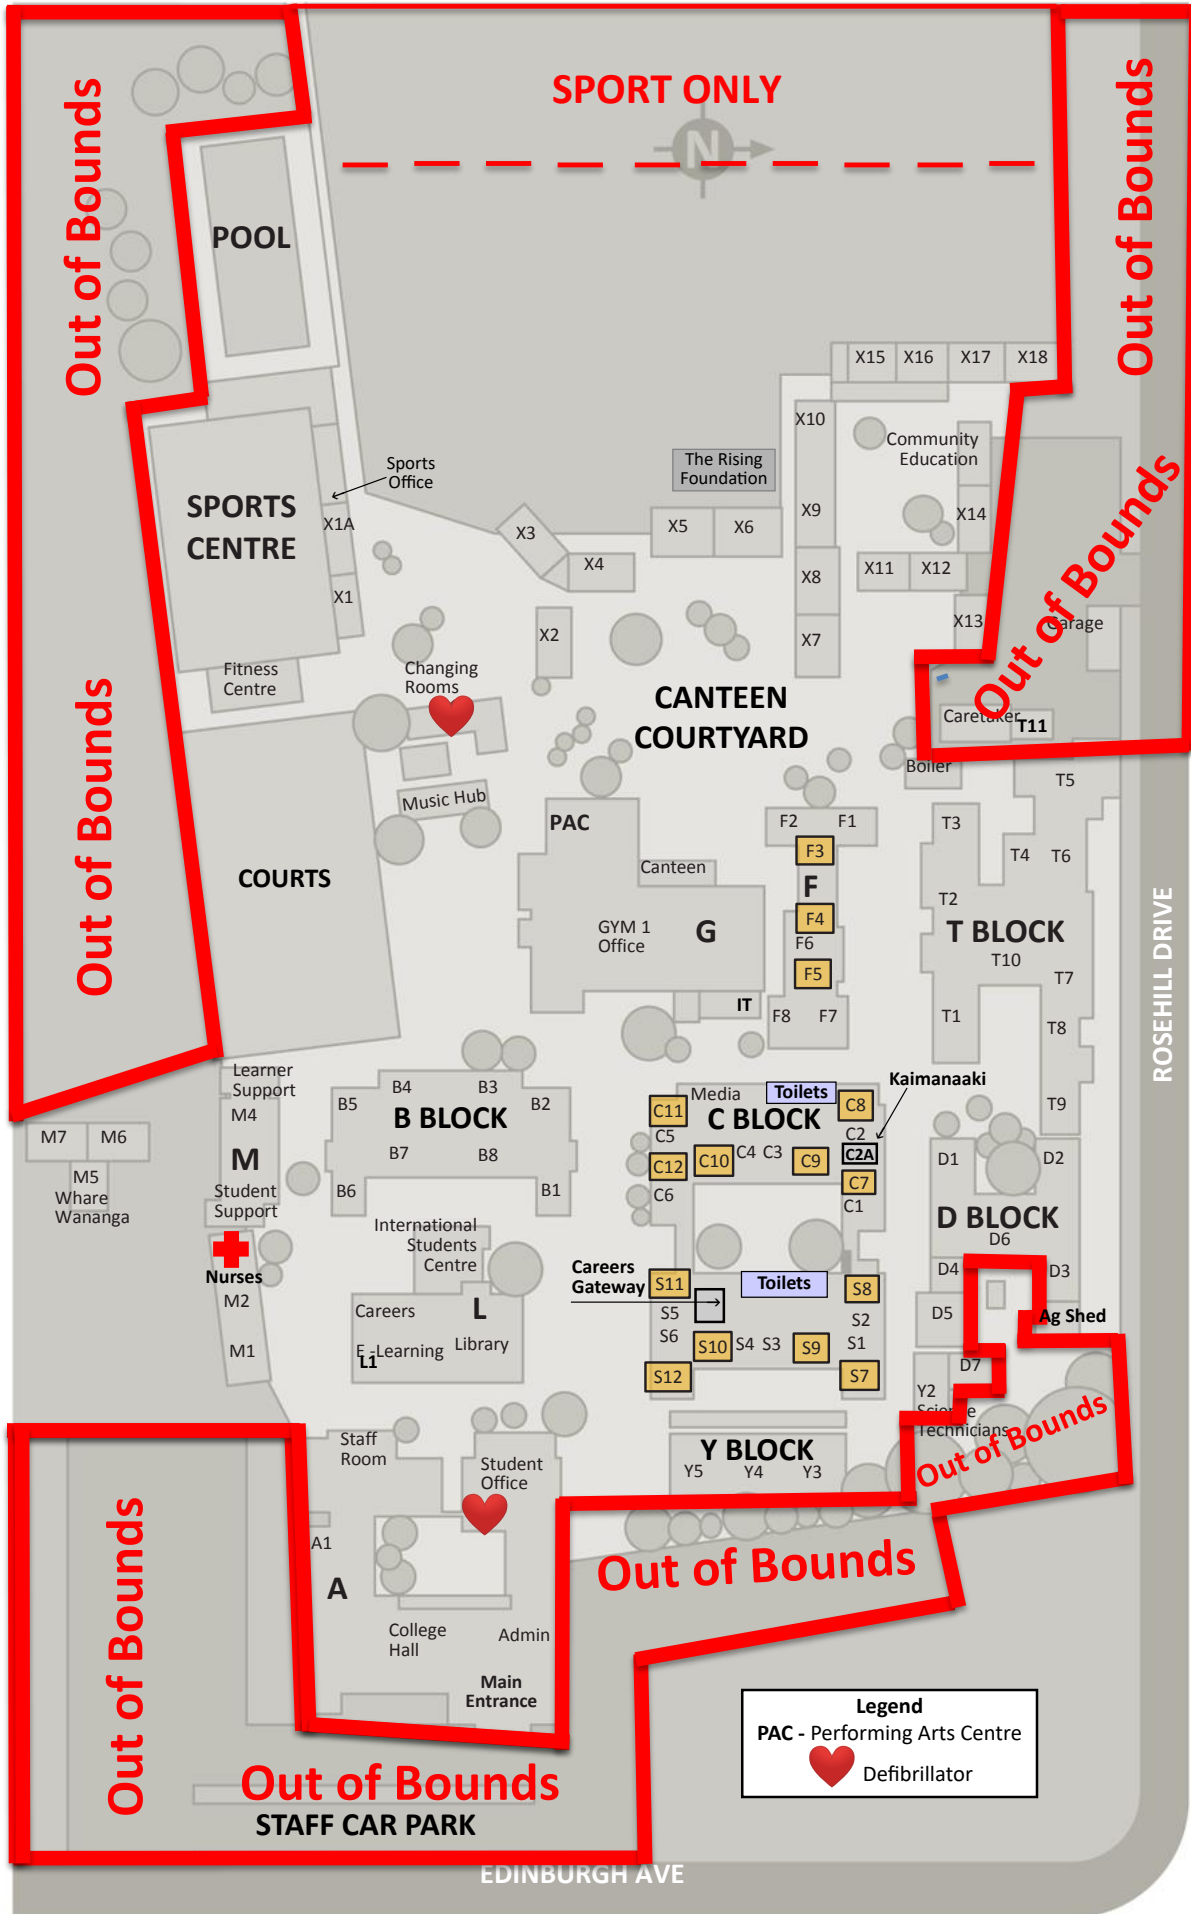 SPORT ONLY
N
Out of Bounds
Out of Bounds
POOL
X15 X16 X17 X18
X10
Community
Education
The Rising
Foundation
Sports
Office
SPORTS
CENTRE
X1A
X3
X5 X6
X9
X14
Out of Bounds
X4
X8
X11 X12
X1
X2
X7
X13
Garage
Fitness
Centre
Changing
Rooms
CANTEEN
COURTYARD
Caretaker
T11
Out of Bounds
Boiler
T5
Music Hub
PAC
F2 F1
T3
F3
T4 T6
Canteen
COURTS
F
T2
F4
GYM 1
Office
G
F6
T BLOCK
T10
F5
T7
IT
F8 F7
T1
T8
ROSEHILL DRIVE
Learner
Support
M4
B4 B3
B5 B2
B BLOCK
B7 B8
B6 B1
Kaimanaaki
Media
Toilets
C8
C11
C BLOCK
C5
C2
C12
C10
C4 C3
C9
C2A
C7
C6
C1
T9
D1 D2
D BLOCK
D6
D4 D3
D5
Ag Shed
D7
M7 M6
M
M5
Whare
Wananga
Student
Support
Nurses
M2
M1
International
Students
Centre
Careers
L
E-Learning
L1
Library
Careers
Gateway
→
Toilets
S11
S8
S5
S2
S6
S10
S4 S3
S9
S1
S12
S7
Y2
Science
Technicians
Out of Bounds
Y BLOCK
Y5 Y4 Y3
Staff
Room
Student
Office
A1
A
College
Hall
Admin
Main
Entrance
Out of Bounds
Out of Bounds
Out of Bounds
STAFF CAR PARK
Legend
PAC - Performing Arts Centre
Defibrillator
EDINBURGH AVE